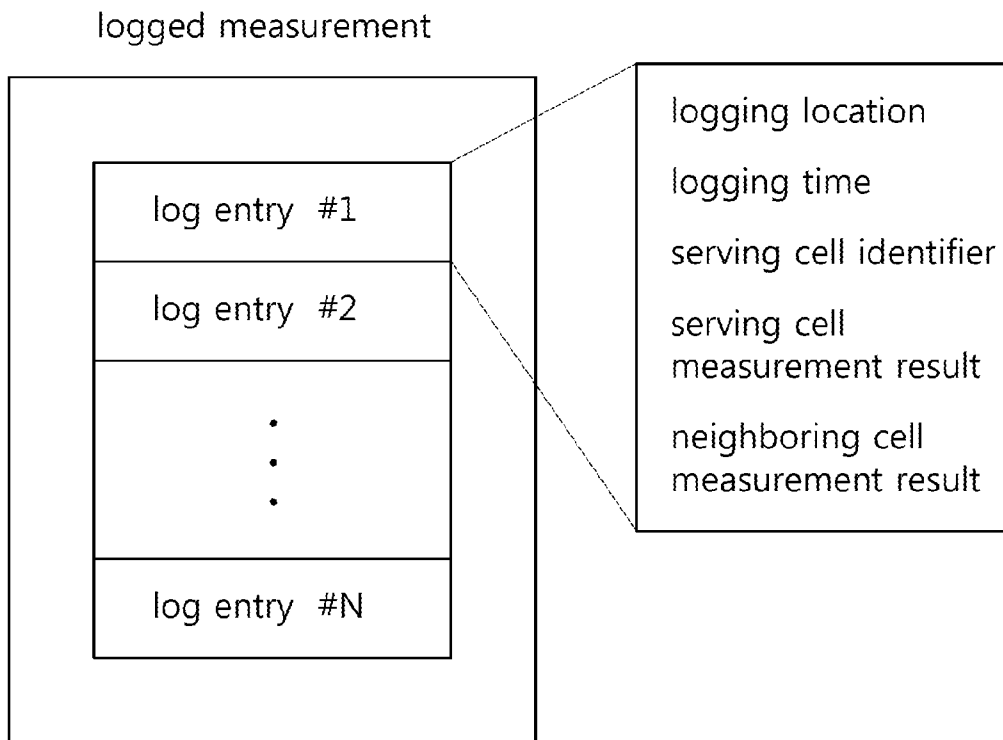 logged measurement
log entry #1
log entry #2
log entry #N
logging location
logging time
serving cell identifier
serving cell
measurement result
neighboring cell
measurement result